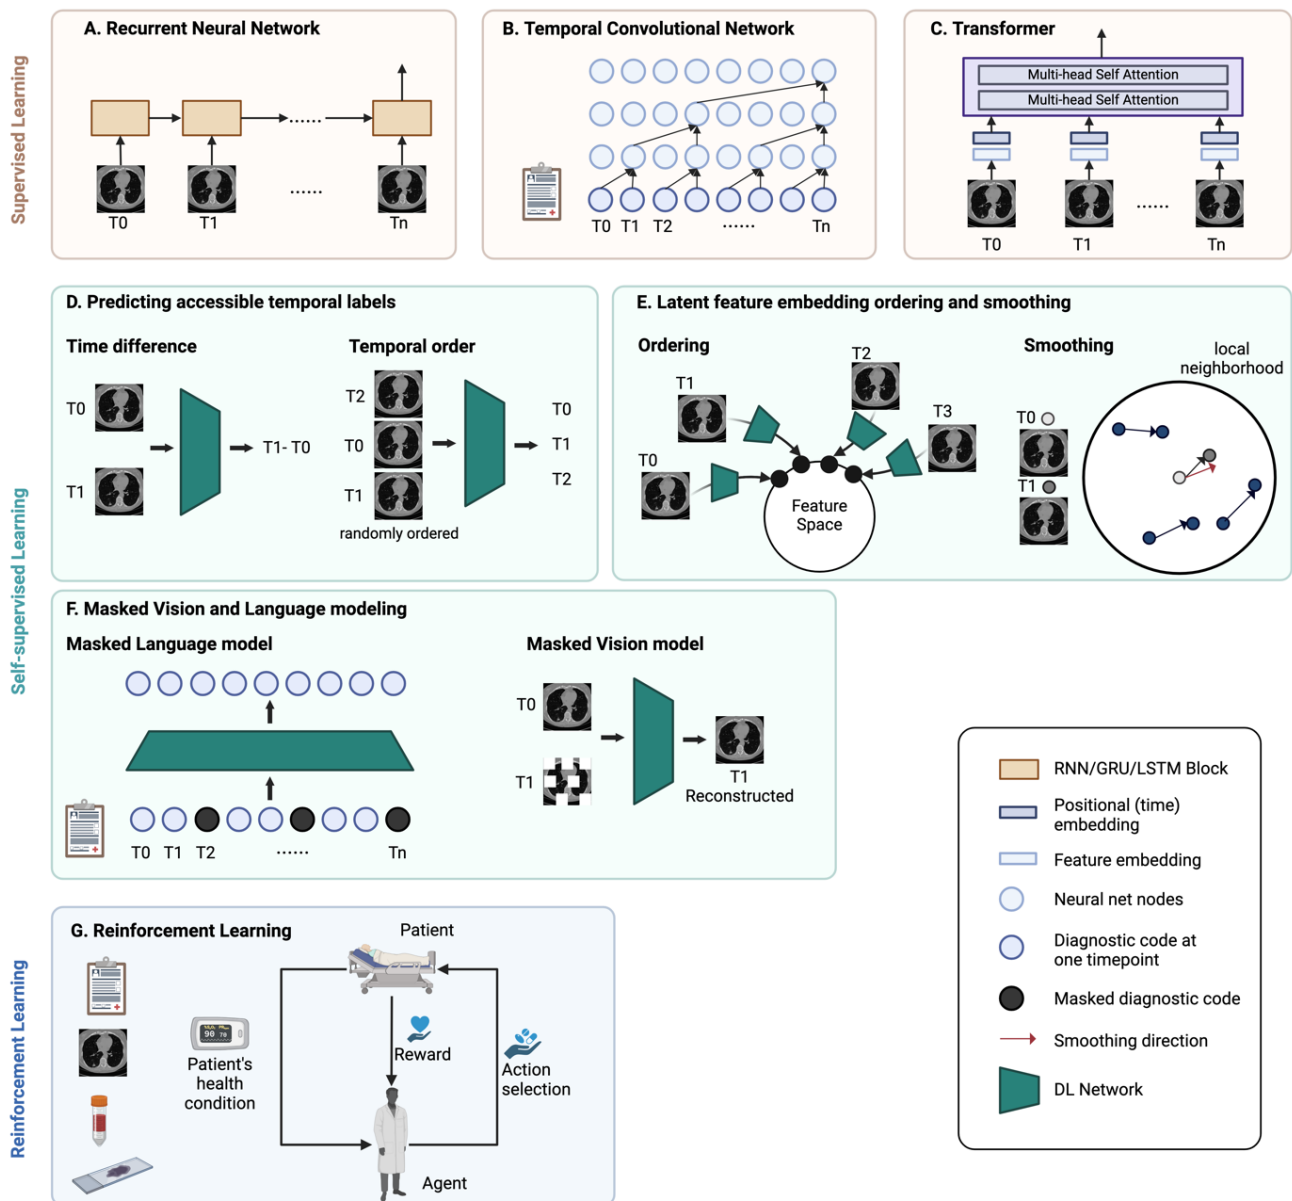 Supervised Learning
A. Recurrent Neural Network
......
......
T0
T1
Tn
B. Temporal Convolutional Network
T0
T1
T2
......
Tn
C. Transformer
Multi-head Self Attention
Multi-head Self Attention
......
T0
T1
Tn
Self-supervised Learning
D. Predicting accessible temporal labels
Time difference
T0
T1
T1- T0
Temporal order
T2
T0
T1
randomly ordered
T0
T1
T2
E. Latent feature embedding ordering and smoothing
Ordering
T0
T1
T2
T3
Feature
Space
Smoothing
T0
T1
local
neighborhood
F. Masked Vision and Language modeling
Masked Language model
T0
T1
T2
......
Tn
Masked Vision model
T0
T1
T1
Reconstructed
Reinforcement Learning
G. Reinforcement Learning
Patient
Patient's
health
condition
Reward
Action
selection
Agent
RNN/GRU/LSTM Block
Positional (time)
embedding
Feature embedding
Neural net nodes
Diagnostic code at
one timepoint
Masked diagnostic code
Smoothing direction
DL Network